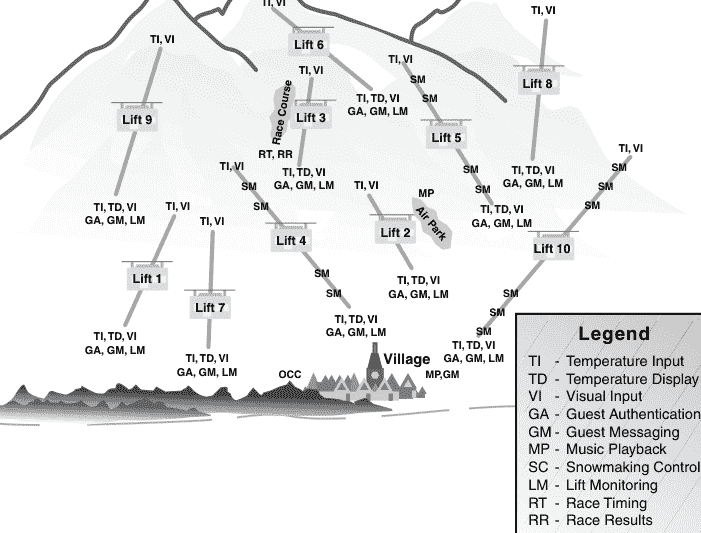 TI, VI
TI, VI
TI, VI
Lift 6
TI, VI
TI, VI
Lift 8
Lift 9
Race Course
Lift 3
TI, TD, VI
GA, GM, LM
SM
SM
Lift 5
RT, RR
TI, VI
TI, TD, VI
GA, GM, LM
SM
SM
TI, VI
SM
SM
TI, TD, VI
GA, GM, LM
TI, VI
SM
SM
TI, TD, VI
GA, GM, LM
TI, VI
TI, VI
MP
Air Park
Lift 2
TI, TD, VI
GA, GM, LM
Lift 4
Lift 10
Lift 1
SM
SM
TI, TD, VI
GA, GM, LM
SM
SM
SM
Lift 7
TI, TD, VI
GA, GM, LM
TI, TD, VI
GA, GM, LM
TI, TD, VI
GA, GM, LM
TI, TD, VI
GA, GM, LM
Village
OCC
MP,GM
Legend
TI - Temperature Input
TD - Temperature Display
VI - Visual Input
GA - Guest Authentication
GM - Guest Messaging
MP - Music Playback
SC - Snowmaking Control
LM - Lift Monitoring
RT - Race Timing
RR - Race Results